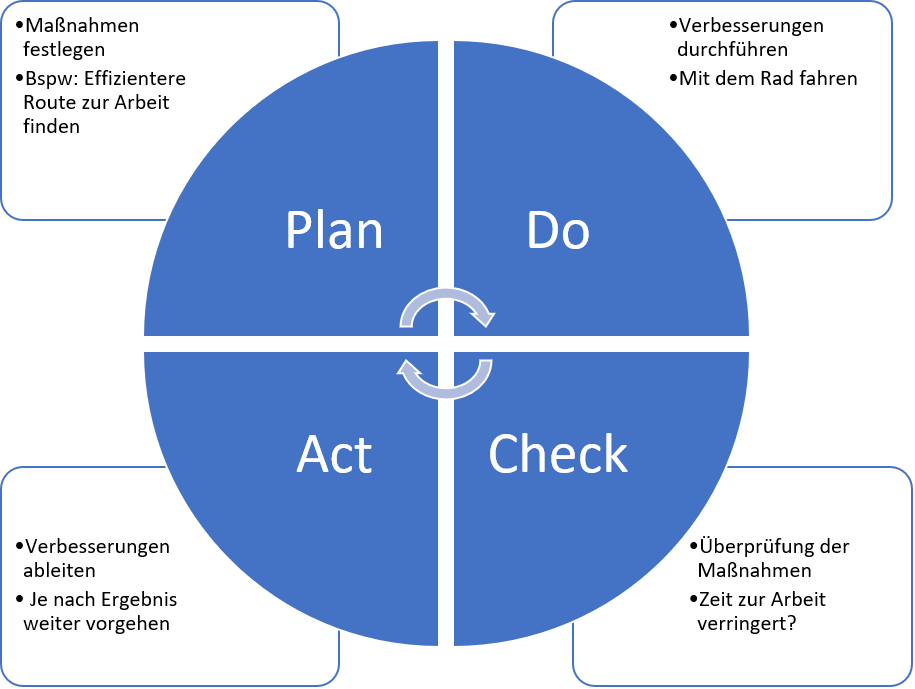 •Maßnahmen
festlegen
•Bspw: Effizientere
Route zur Arbeit
finden
•Verbesserungen
durchführen
•Mit dem Rad fahren
Plan
Do
Act
Check
•Verbesserungen
ableiten
• Je nach Ergebnis
weiter vorgehen
•Überprüfung der
Maßnahmen
•Zeit zur Arbeit
verringert?